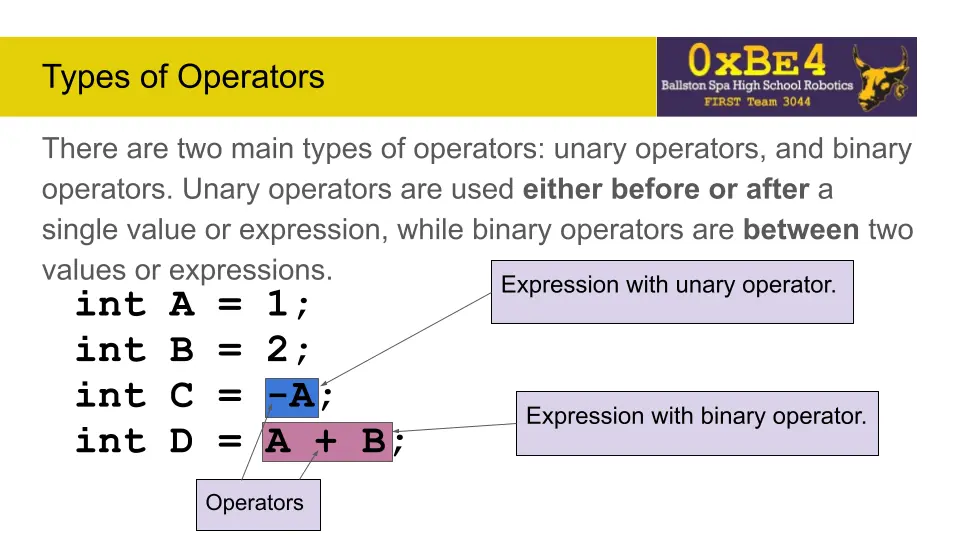 Types of Operators
0xBE4
Ballston Spa High School Robotics
FIRST Team 3044
There are two main types of operators: unary operators, and binary
operators. Unary operators are used either before or after a
single value or expression, while binary operators are between two
values or expressions.
Expression with unary operator.
int A = 1;
int B = 2;
int C = -A;
int D = A + B;
Expression with binary operator.
Operators